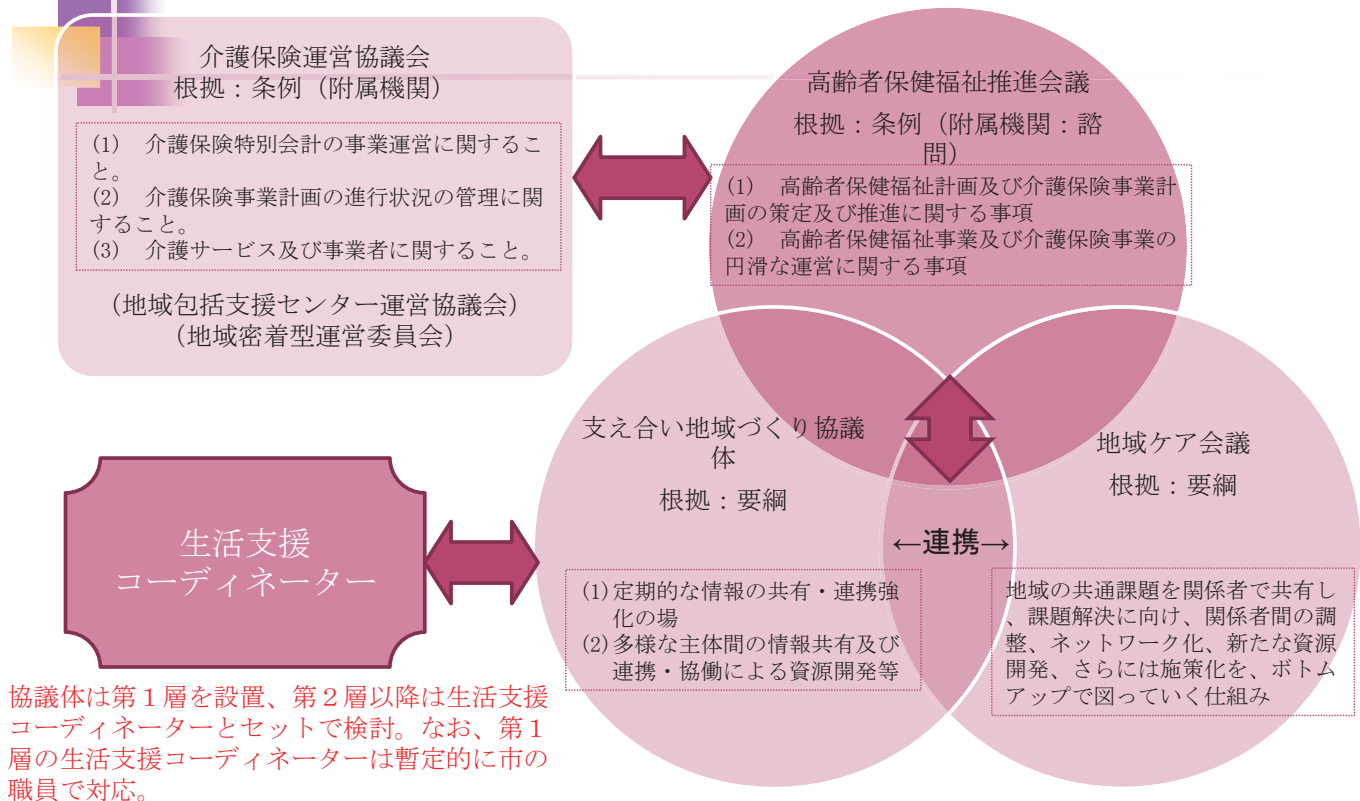 介護保険運営協議会
根拠：条例（附属機関）
(1)　介護保険特別会計の事業運営に関するこ
と。
(2)　介護保険事業計画の進行状況の管理に関
すること。
(3)　介護サービス及び事業者に関すること。
（地域包括支援センター運営協議会）
（地域密着型運営委員会）
高齢者保健福祉推進会議
根拠：条例（附属機関：諮
問）
(1)　高齢者保健福祉計画及び介護保険事業計
画の策定及び推進に関する事項
(2)　高齢者保健福祉事業及び介護保険事業の
円滑な運営に関する事項
支え合い地域づくり協議
体
根拠：要綱
(1)定期的な情報の共有・連携強
化の場
(2)多様な主体間の情報共有及び
連携・協働による資源開発等
←連携→
地域ケア会議
根拠：要綱
地域の共通課題を関係者で共有し
、課題解決に向け、関係者間の調
整、ネットワーク化、新たな資源
開発、さらには施策化を、ボトム
アップで図っていく仕組み
生活支援
コーディネーター
協議体は第１層を設置、第２層以降は生活支援
コーディネーターとセットで検討。なお、第１
層の生活支援コーディネーターは暫定的に市の
職員で対応。